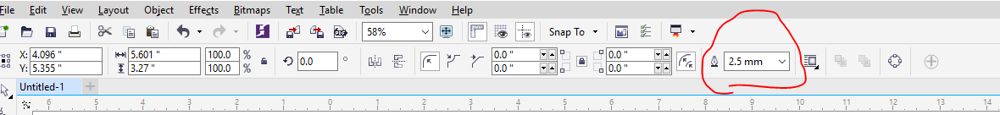 File Edit View Layout Object Effects Bitmaps Text Table Tools Window Help
58% Snap To
X: 4.096 " 5.601 " 100.0 % 0.0 ° 0.0 " 0.0 " 2.5 mm
Y: 5.355 " 3.27 " 100.0 % 0.0 " 0.0 "
Untitled-1
6 5 4 3 2 1 0 1 2 3 4 5 6 7 8 9 10 11 12 13 14